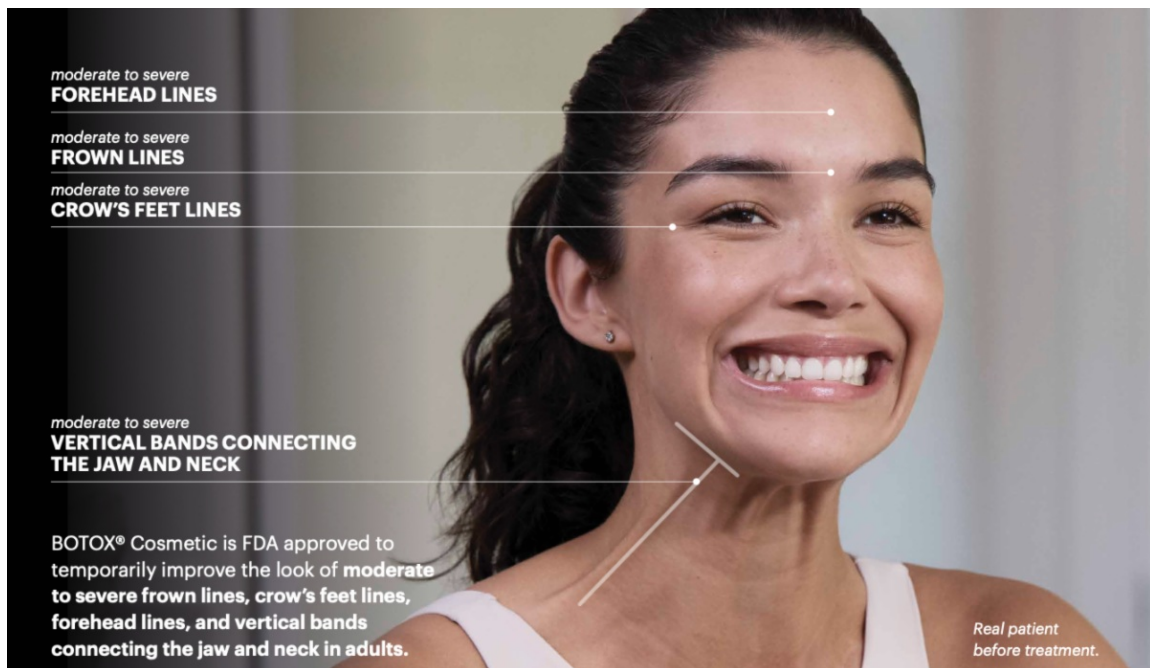 moderate to severe
FOREHEAD LINES
moderate to severe
FROWN LINES
moderate to severe
CROW’S FEET LINES
moderate to severe
VERTICAL BANDS CONNECTING
THE JAW AND NECK
BOTOX® Cosmetic is FDA approved to
temporarily improve the look of moderate
to severe frown lines, crow’s feet lines,
forehead lines, and vertical bands
connecting the jaw and neck in adults.
Real patient
before treatment.